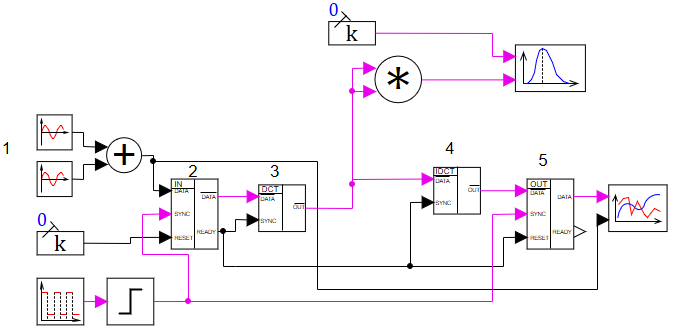 0
k
*
1
+
2
3
4
5
IN
DATA
SYNC
RESET
DATA
READY
DCT
DATA
SYNC
OUT
IDCT
DATA
SYNC
OUT
OUT
DATA
SYNC
RESET
DATA
READY
0
k